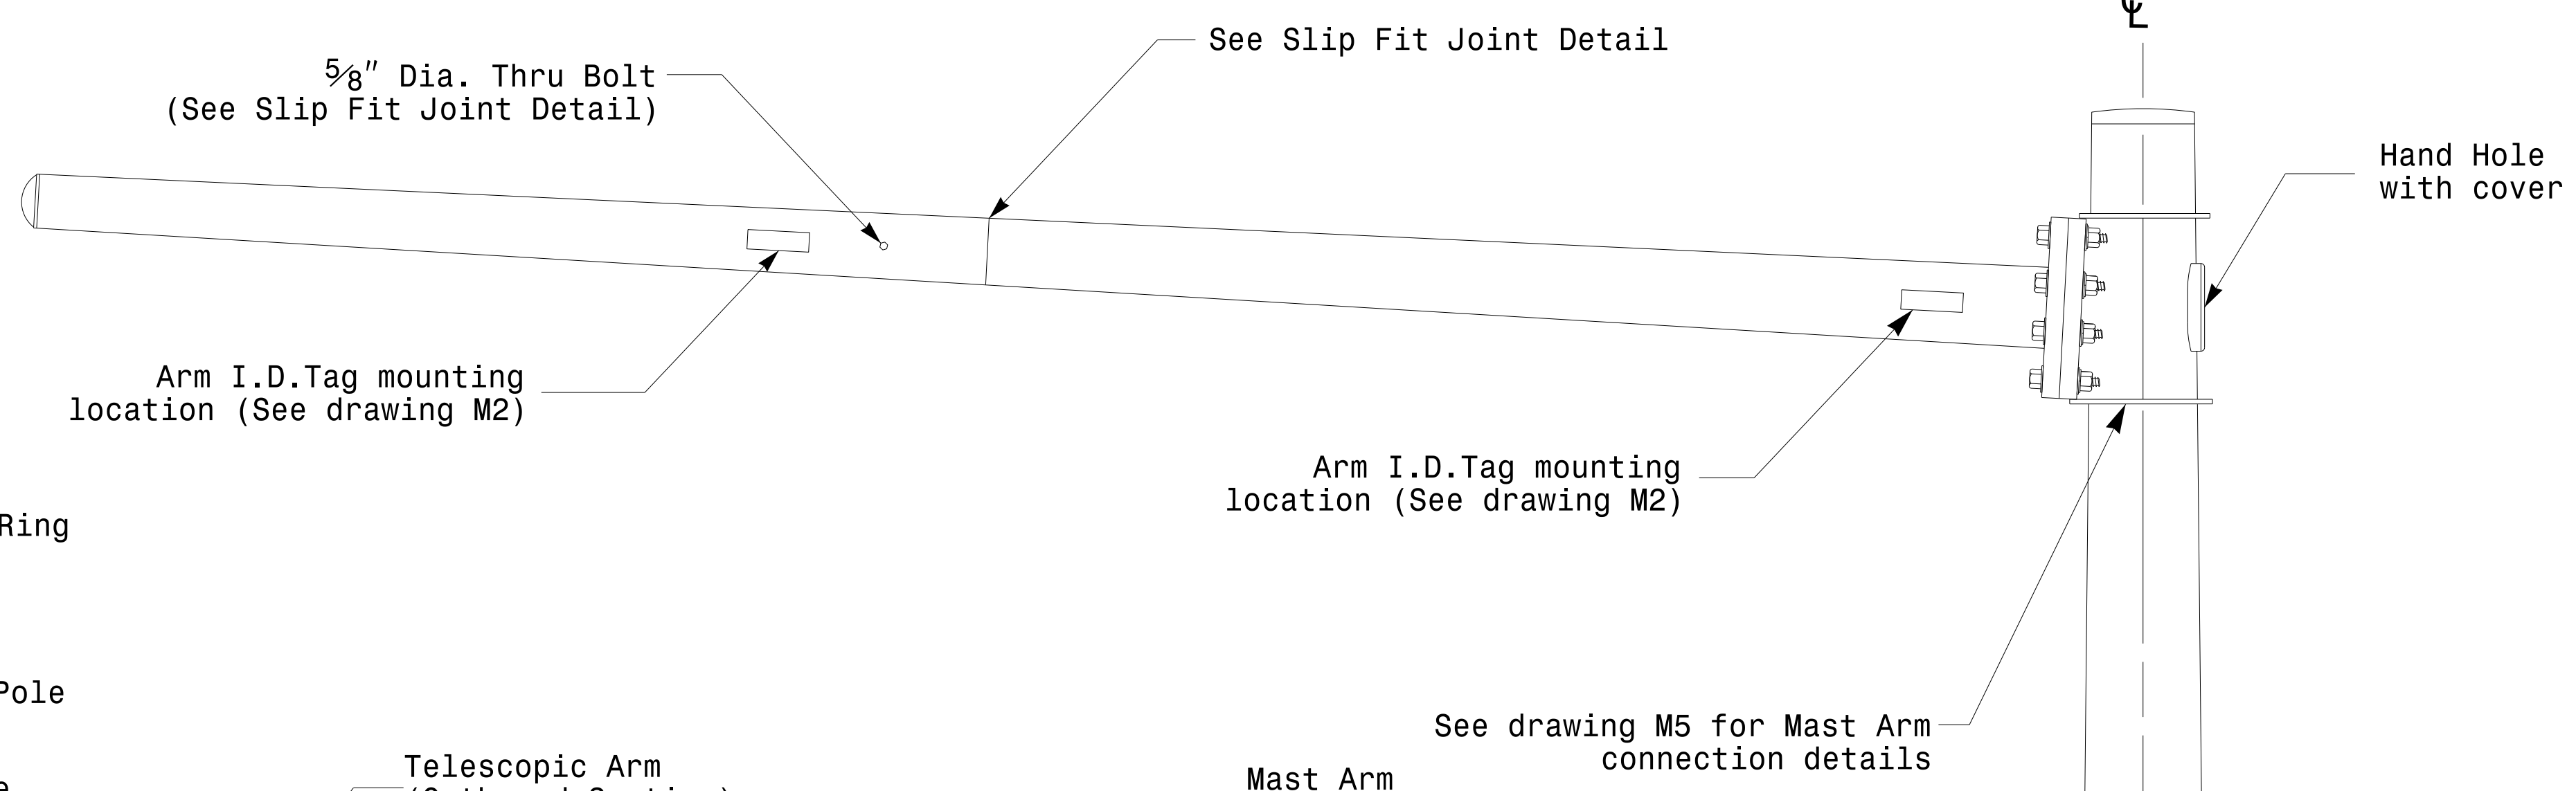 ℄
See Slip Fit Joint Detail
5⁄8" Dia. Thru Bolt
(See Slip Fit Joint Detail)
Hand Hole
with cover
Arm I.D.Tag mounting
location (See drawing M2)
Arm I.D.Tag mounting
location (See drawing M2)
Ring
Pole
See drawing M5 for Mast Arm
connection details
Telescopic Arm
Mast Arm